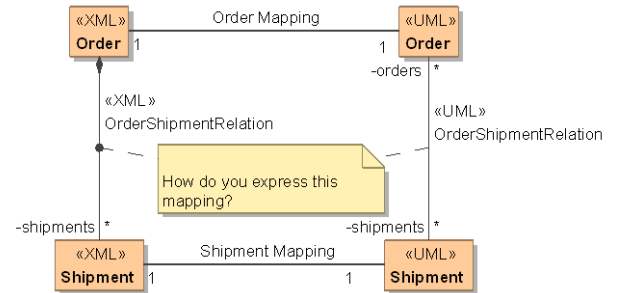 «XML»
Order
Order Mapping
1
1
«UML»
Order
-orders *
«XML»
OrderShipmentRelation
«UML»
OrderShipmentRelation
How do you express this
mapping?
-shipments *
-shipments *
«XML»
Shipment
Shipment Mapping
1
1
«UML»
Shipment